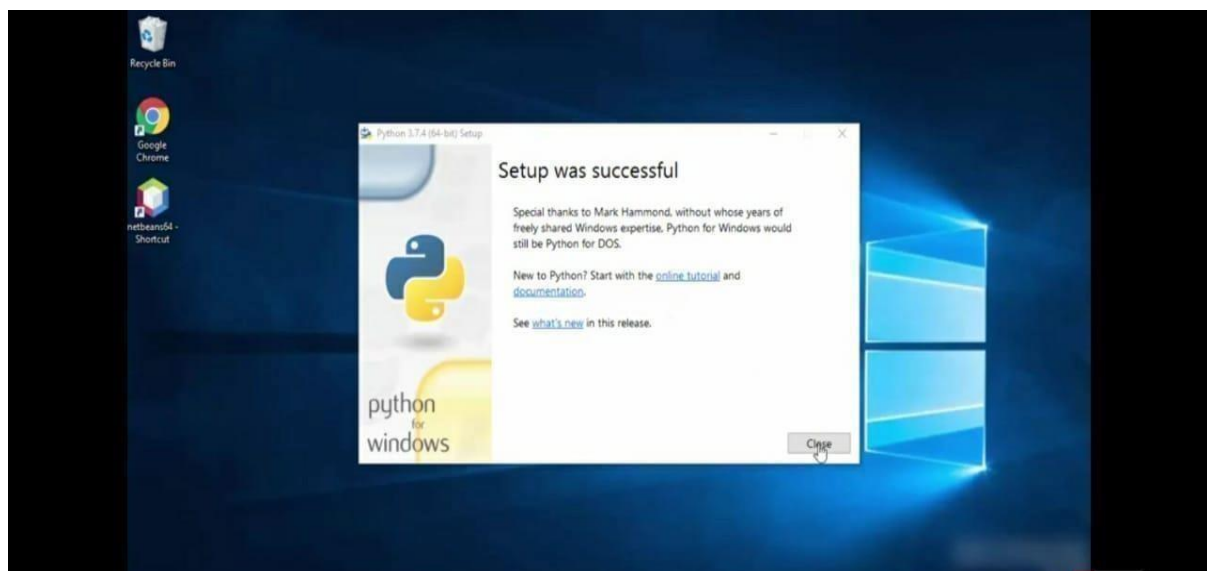 Recycle Bin
Google
Chrome
netbeans64 -
Shortcut
Python 3.7.4 (64-bit) Setup
Setup was successful
Special thanks to Mark Hammond, without whose years of
freely shared Windows expertise, Python for Windows would
still be Python for DOS.
New to Python? Start with the online tutorial and
documentation.
See what's new in this release.
python
for
windows
Close